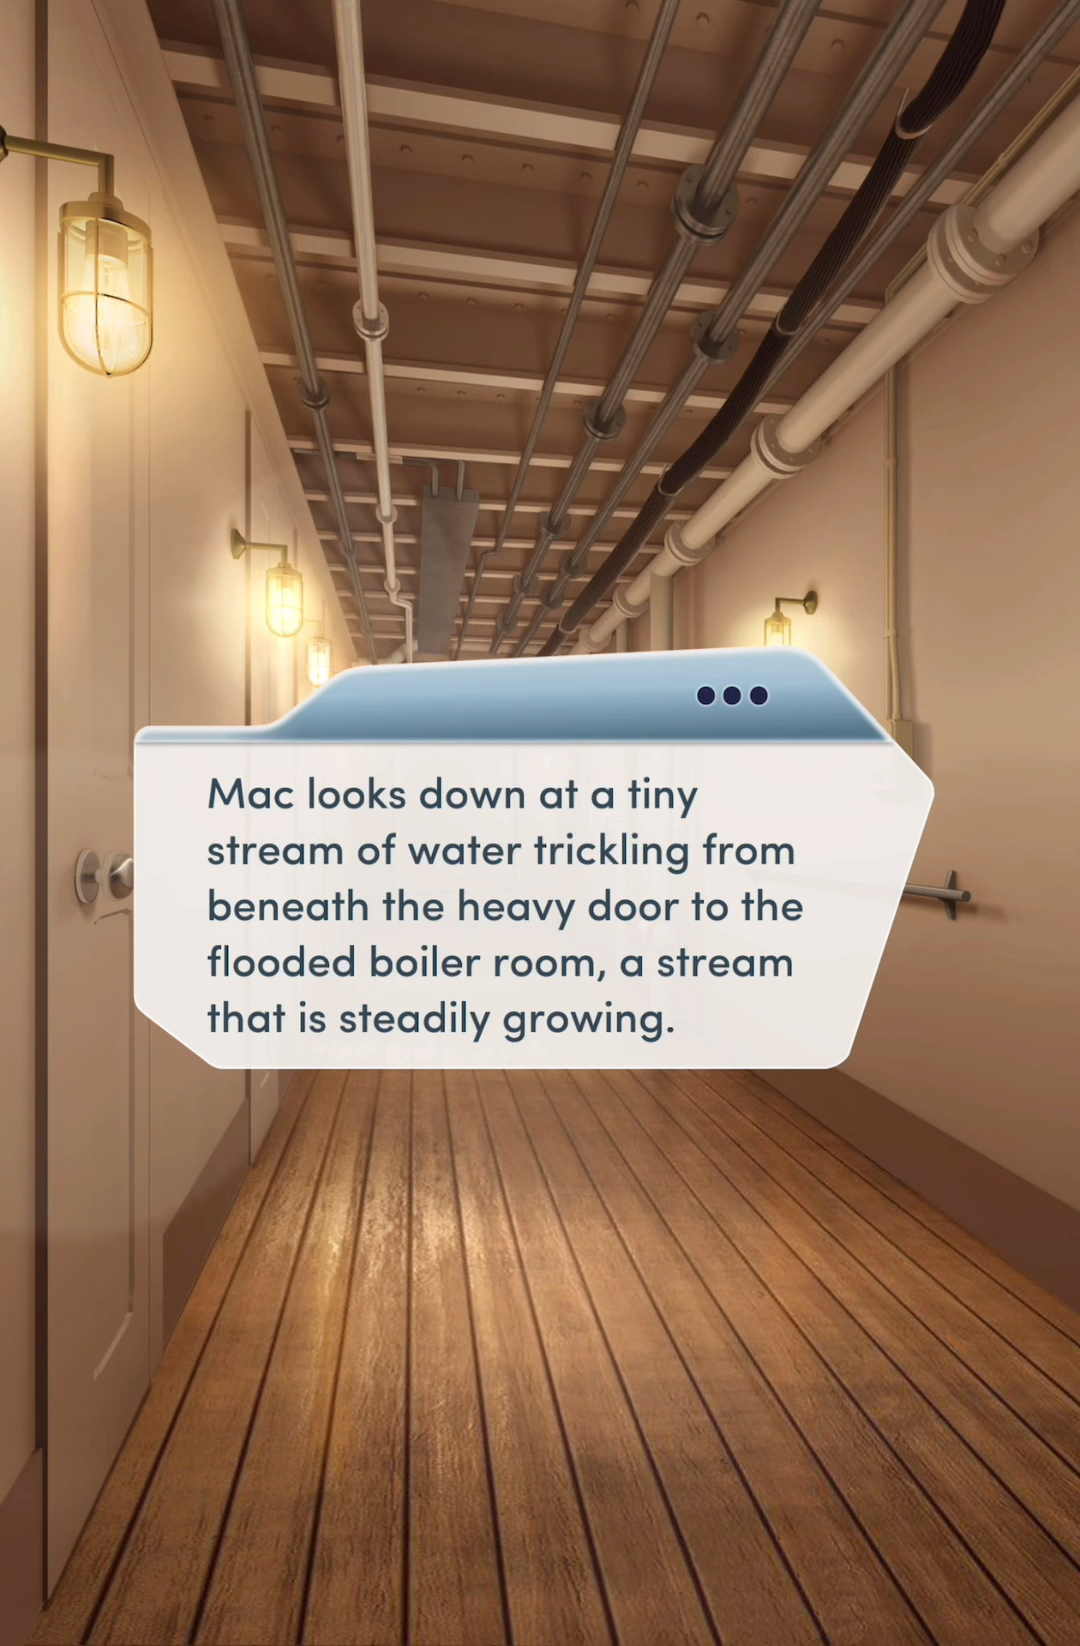 Mac looks down at a tiny
stream of water trickling from
beneath the heavy door to the
flooded boiler room, a stream
that is steadily growing.